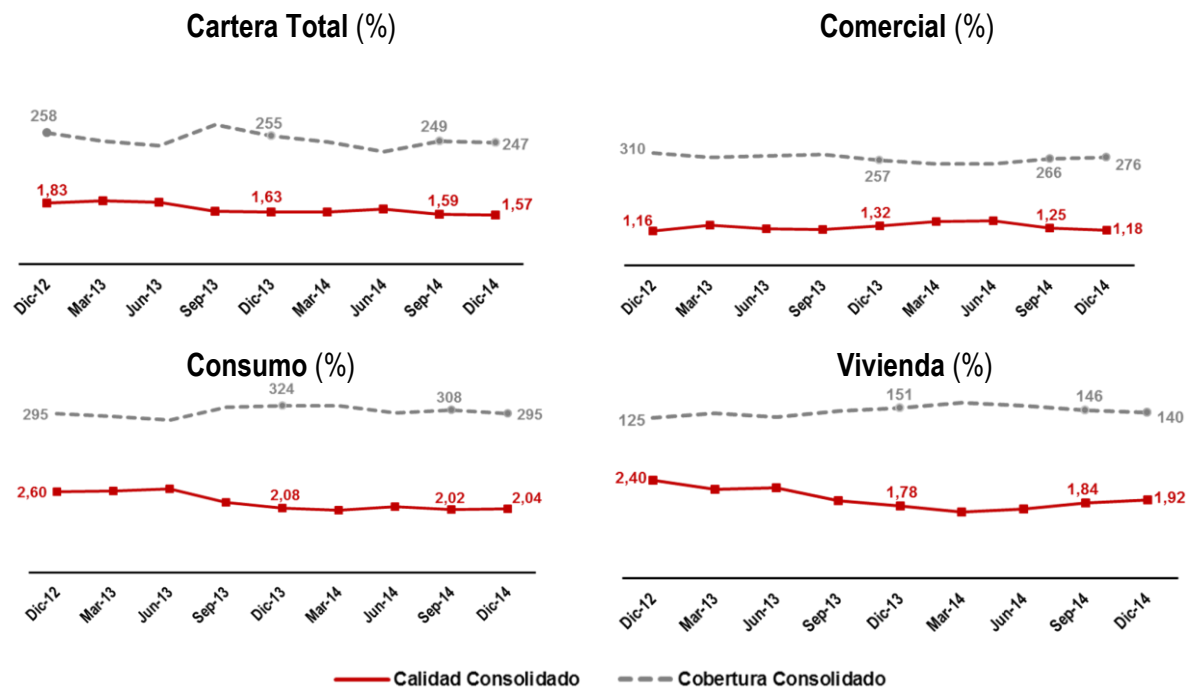 Cartera Total (%)
258
255
249
247
1,83
1,63
1,59
1,57
Dic-12
Mar-13
Jun-13
Sep-13
Dic-13
Mar-14
Jun-14
Sep-14
Dic-14
Comercial (%)
310
257
266
276
1,16
1,32
1,25
1,18
Dic-12
Mar-13
Jun-13
Sep-13
Dic-13
Mar-14
Jun-14
Sep-14
Dic-14
Consumo (%)
295
324
308
295
2,60
2,08
2,02
2,04
Dic-12
Mar-13
Jun-13
Sep-13
Dic-13
Mar-14
Jun-14
Sep-14
Dic-14
Vivienda (%)
125
151
146
140
2,40
1,78
1,84
1,92
Dic-12
Mar-13
Jun-13
Sep-13
Dic-13
Mar-14
Jun-14
Sep-14
Dic-14
Calidad Consolidado
Cobertura Consolidado